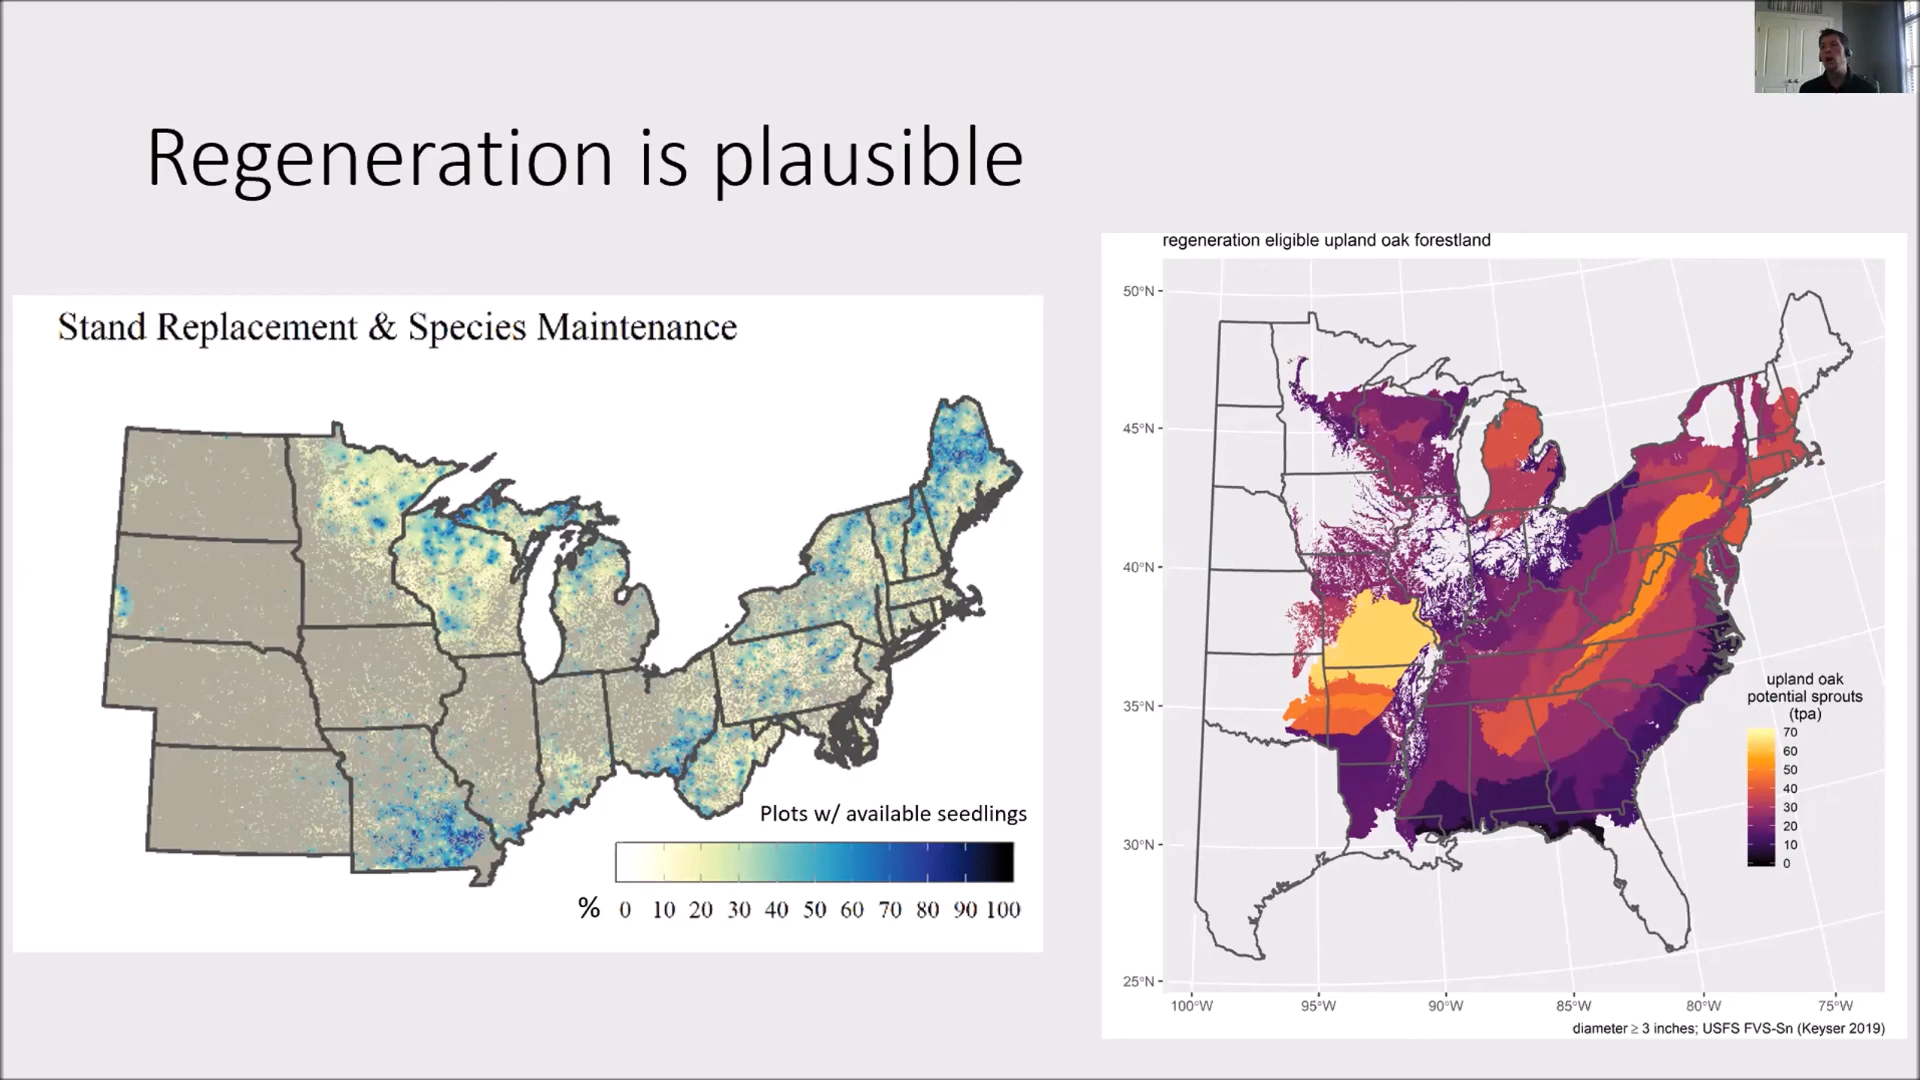 Regeneration is plausible
Stand Replacement & Species Maintenance
Plots w/ available seedlings
% 0 10 20 30 40 50 60 70 80 90 100
regeneration eligible upland oak forestland
50°N
45°N
40°N
35°N
30°N
25°N
100°W 95°W 90°W 85°W 80°W 75°W
upland oak
potential sprouts
(tpa)
70
60
50
40
30
20
10
0
diameter ≥ 3 inches; USFS FVS-Sn (Keyser 2019)